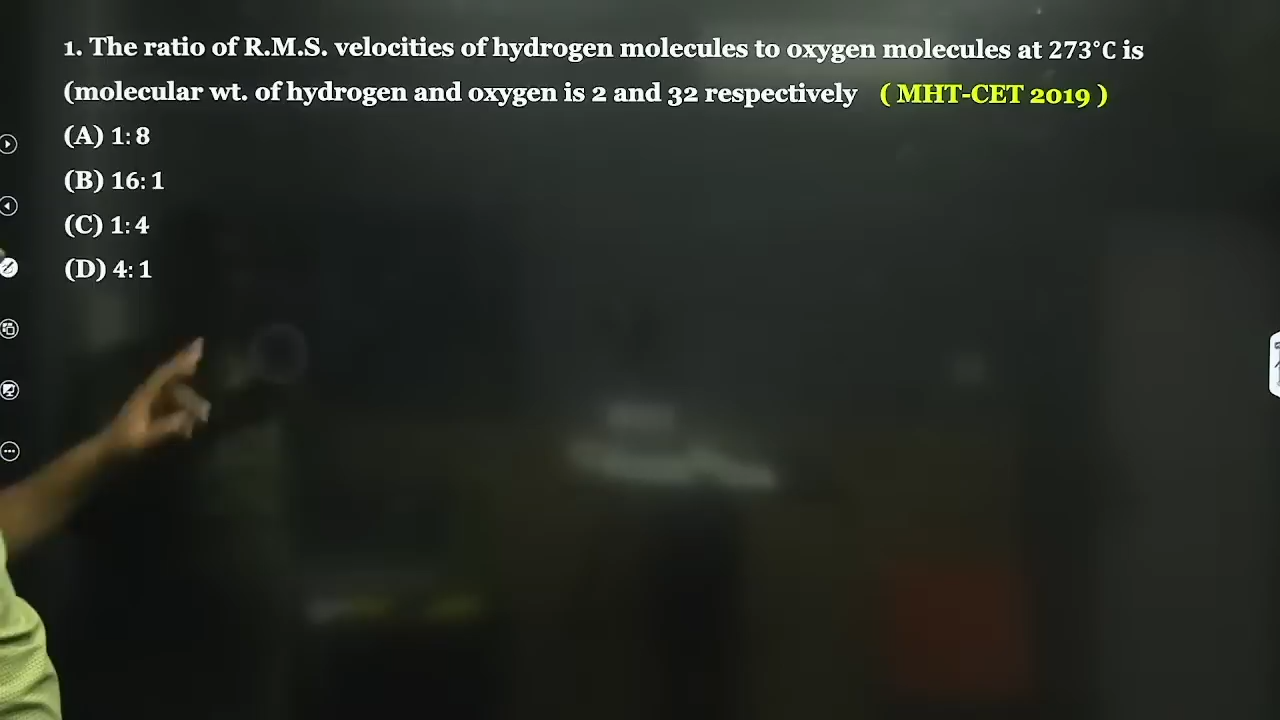 1. The ratio of R.M.S. velocities of hydrogen molecules to oxygen molecules at 273°C is
(molecular wt. of hydrogen and oxygen is 2 and 32 respectively ( MHT-CET 2019 )
(A) 1: 8
(B) 16: 1
(C) 1: 4
(D) 4: 1